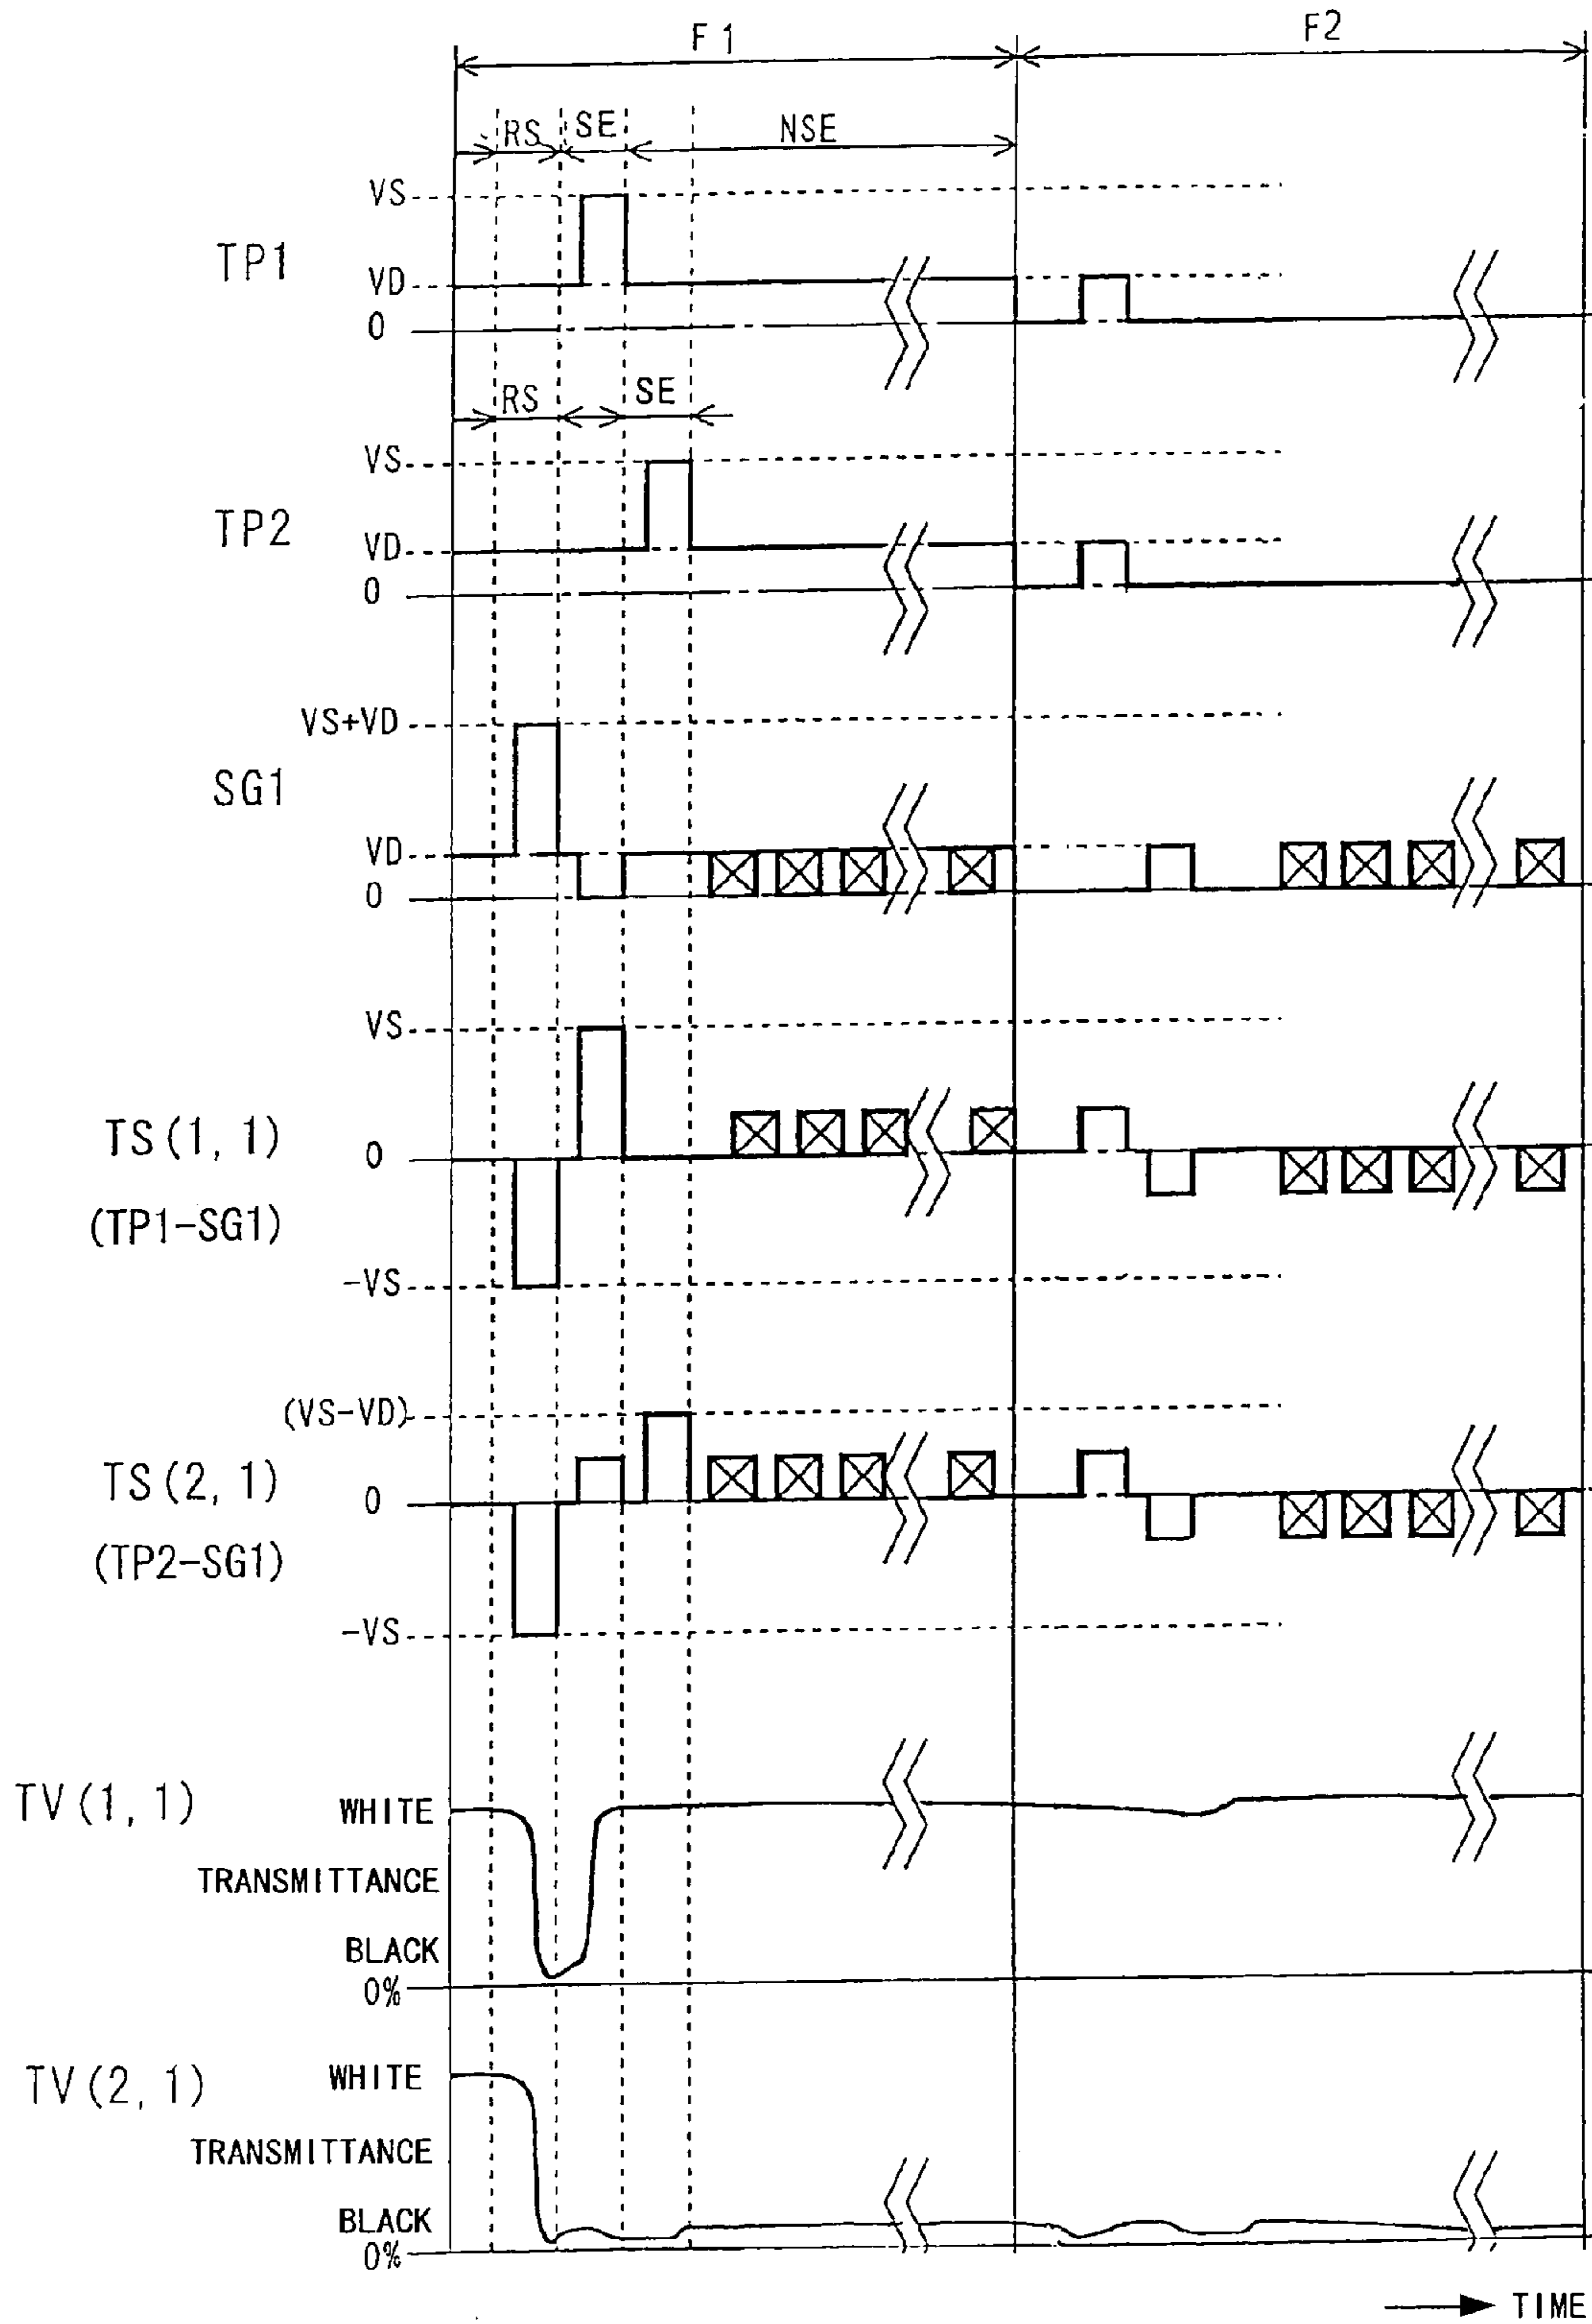 F1 F2
RS SE NSE
VS
TP1
VD
0
RS SE
VS
TP2
VD
0
VS+VD
SG1
VD
0
VS
TS(1,1)
0
(TP1-SG1)
-VS
(VS-VD)
TS(2,1)
0
(TP2-SG1)
-VS
TV(1,1) WHITE
TRANSMITTANCE
BLACK
0%
TV(2,1) WHITE
TRANSMITTANCE
BLACK
0%
TIME